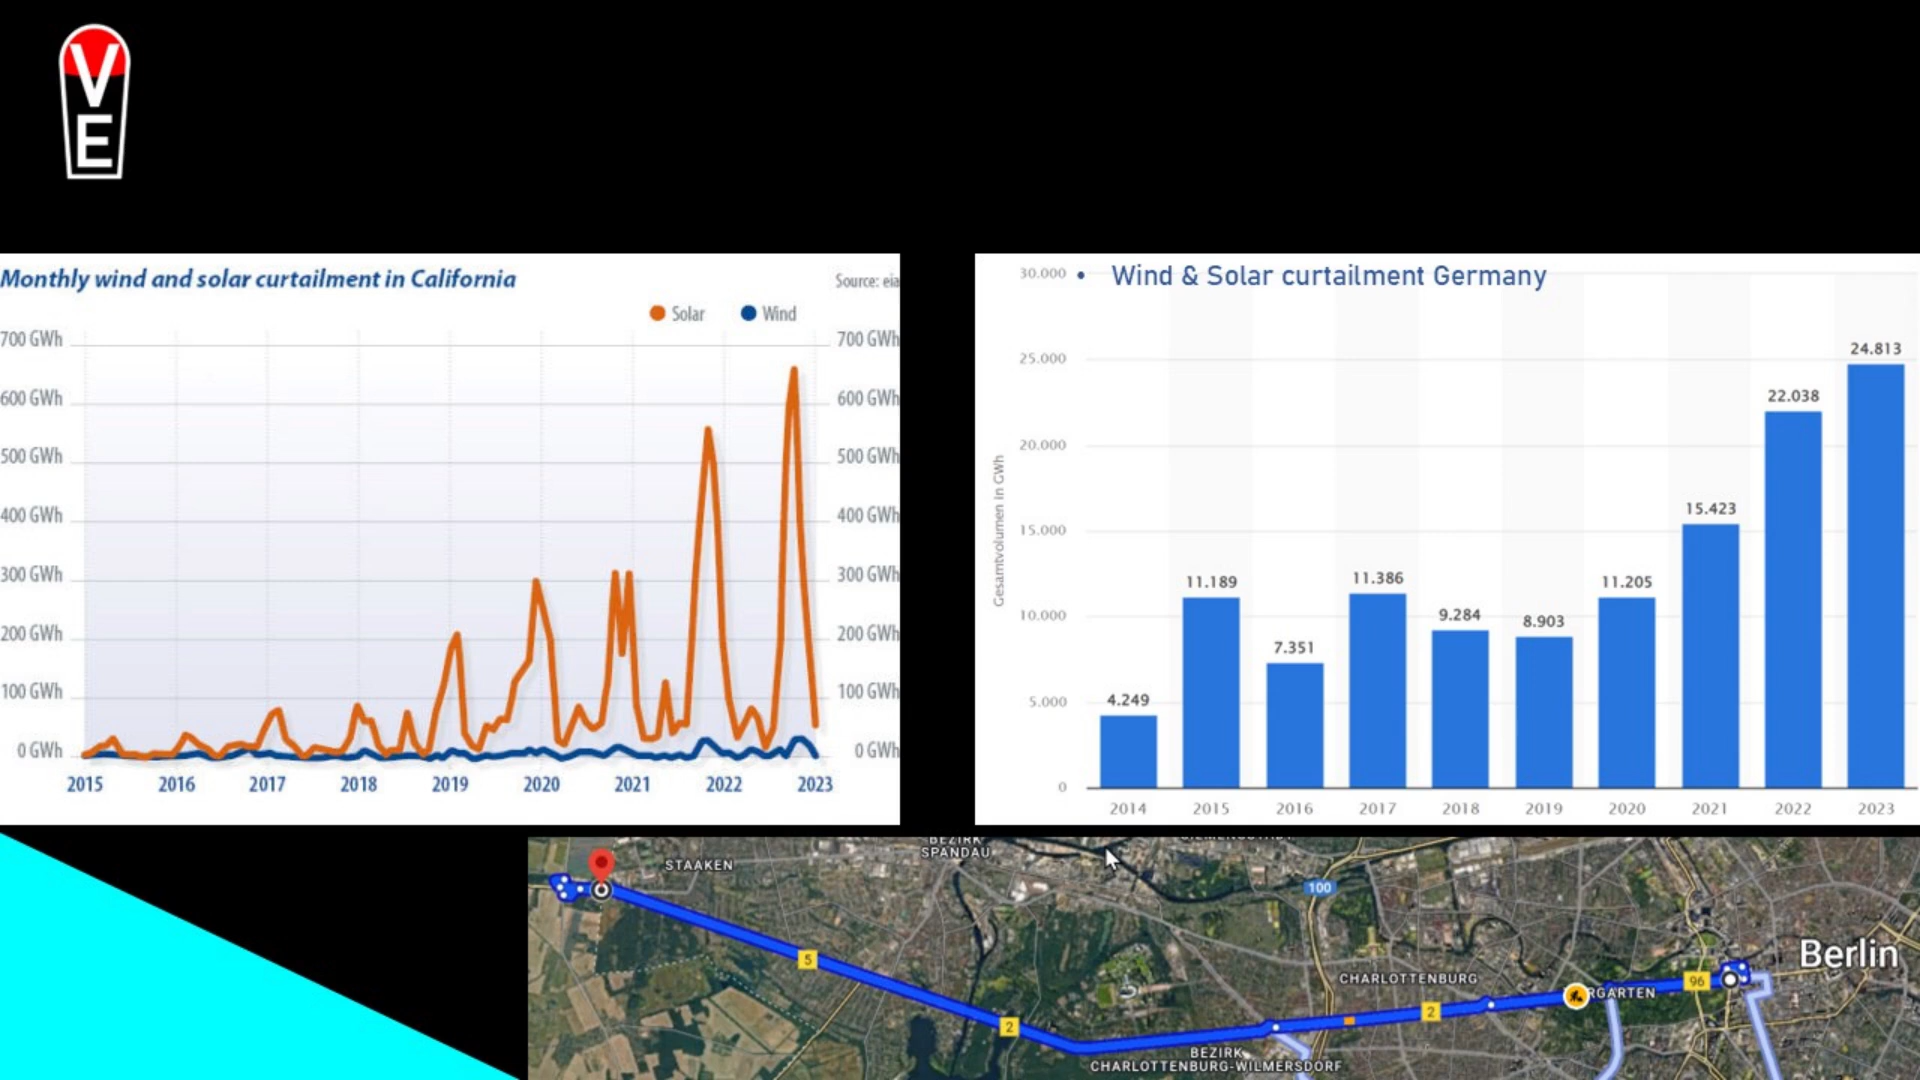 V
E
Monthly wind and solar curtailment in California
Source: eia
Solar
Wind
700 GWh
700 GWh
600 GWh
600 GWh
500 GWh
500 GWh
400 GWh
400 GWh
300 GWh
300 GWh
200 GWh
200 GWh
100 GWh
100 GWh
0 GWh
0 GWh
2015 2016 2017 2018 2019 2020 2021 2022 2023
• Wind & Solar curtailment Germany
30.000
25.000
20.000
15.000
10.000
5.000
0
Gesamtvolumen in GWh
4.249
11.189
7.351
11.386
9.284
8.903
11.205
15.423
22.038
24.813
2014 2015 2016 2017 2018 2019 2020 2021 2022 2023
BEZIRK
SPANDAU
STAAKEN
100
5
Berlin
CHARLOTTENBURG
96
RGARTEN
2
2
BEZIRK
CHARLOTTENBURG-WILMERSDORF